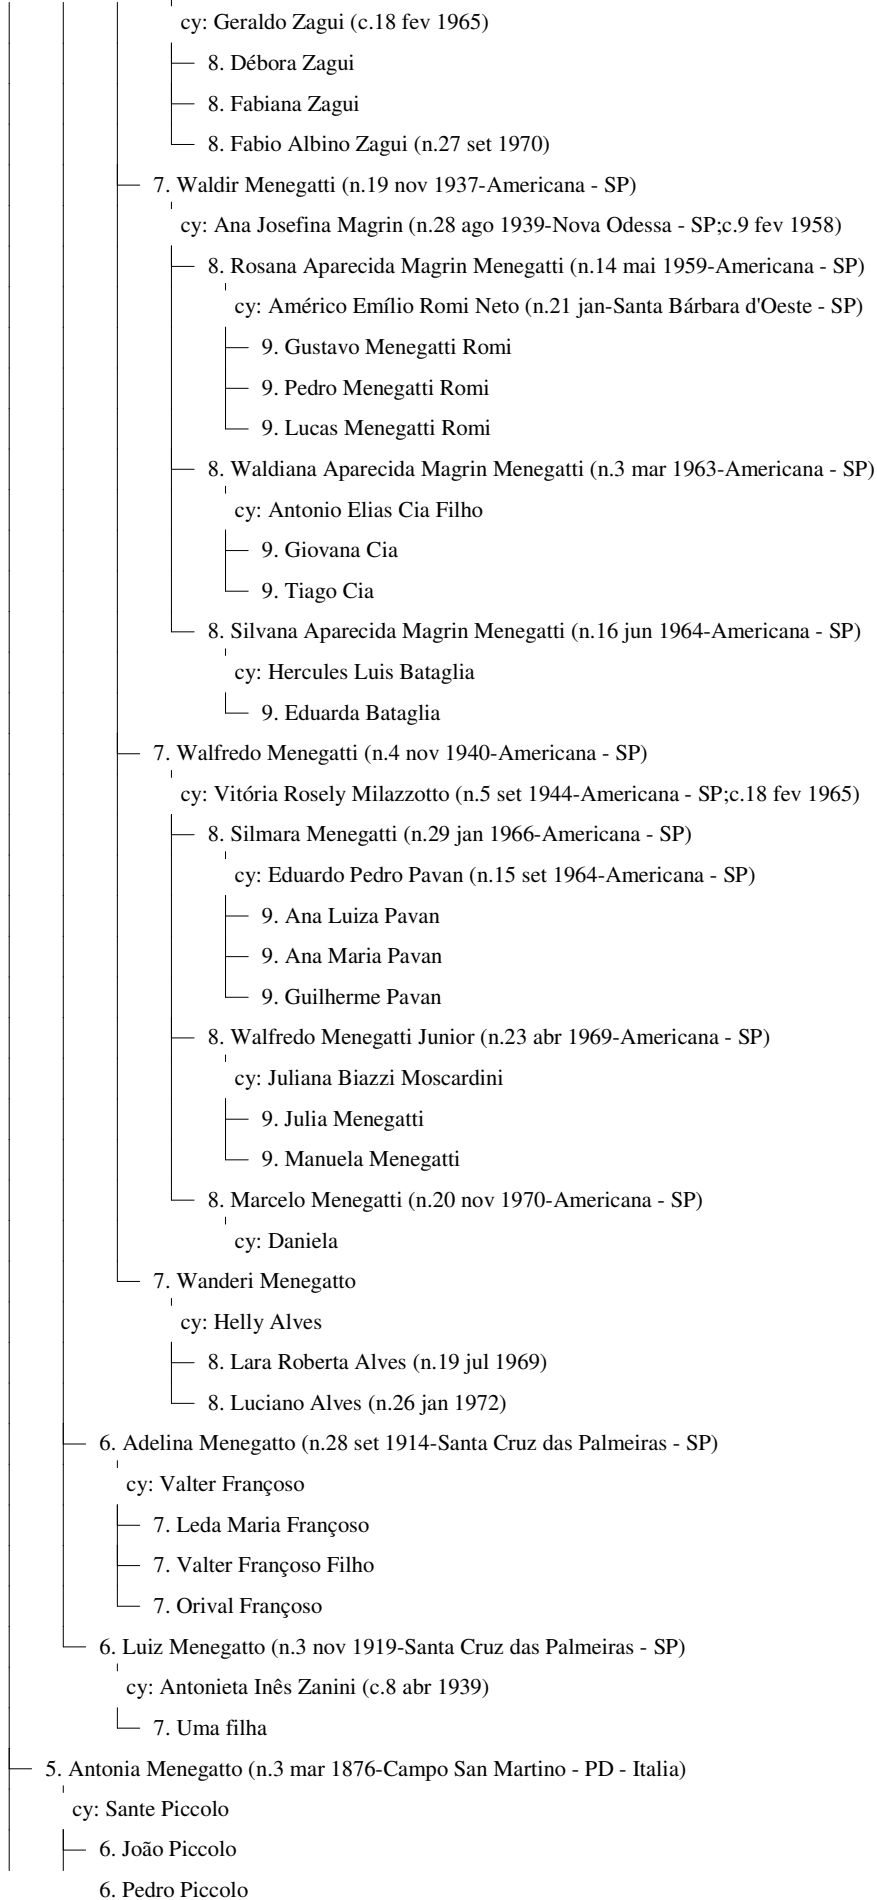 cy: Geraldo Zagui (c.18 fev 1965)
8. Débora Zagui
8. Fabiana Zagui
8. Fabio Albino Zagui (n.27 set 1970)
7. Waldir Menegatti (n.19 nov 1937-Americana - SP)
cy: Ana Josefina Magrin (n.28 ago 1939-Nova Odessa - SP;c.9 fev 1958)
8. Rosana Aparecida Magrin Menegatti (n.14 mai 1959-Americana - SP)
cy: Américo Emílio Romi Neto (n.21 jan-Santa Bárbara d'Oeste - SP)
9. Gustavo Menegatti Romi
9. Pedro Menegatti Romi
9. Lucas Menegatti Romi
8. Waldiana Aparecida Magrin Menegatti (n.3 mar 1963-Americana - SP)
cy: Antonio Elias Cia Filho
9. Giovana Cia
9. Tiago Cia
8. Silvana Aparecida Magrin Menegatti (n.16 jun 1964-Americana - SP)
cy: Hercules Luis Bataglia
9. Eduarda Bataglia
7. Walfredo Menegatti (n.4 nov 1940-Americana - SP)
cy: Vitória Rosely Milazzotto (n.5 set 1944-Americana - SP;c.18 fev 1965)
8. Silmara Menegatti (n.29 jan 1966-Americana - SP)
cy: Eduardo Pedro Pavan (n.15 set 1964-Americana - SP)
9. Ana Luiza Pavan
9. Ana Maria Pavan
9. Guilherme Pavan
8. Walfredo Menegatti Junior (n.23 abr 1969-Americana - SP)
cy: Juliana Biazzi Moscardini
9. Julia Menegatti
9. Manuela Menegatti
8. Marcelo Menegatti (n.20 nov 1970-Americana - SP)
cy: Daniela
7. Wanderi Menegatto
cy: Helly Alves
8. Lara Roberta Alves (n.19 jul 1969)
8. Luciano Alves (n.26 jan 1972)
6. Adelina Menegatto (n.28 set 1914-Santa Cruz das Palmeiras - SP)
cy: Valter Françoso
7. Leda Maria Françoso
7. Valter Françoso Filho
7. Orival Françoso
6. Luiz Menegatto (n.3 nov 1919-Santa Cruz das Palmeiras - SP)
cy: Antonieta Inês Zanini (c.8 abr 1939)
7. Uma filha
5. Antonia Menegatto (n.3 mar 1876-Campo San Martino - PD - Italia)
cy: Sante Piccolo
6. João Piccolo
6. Pedro Piccolo